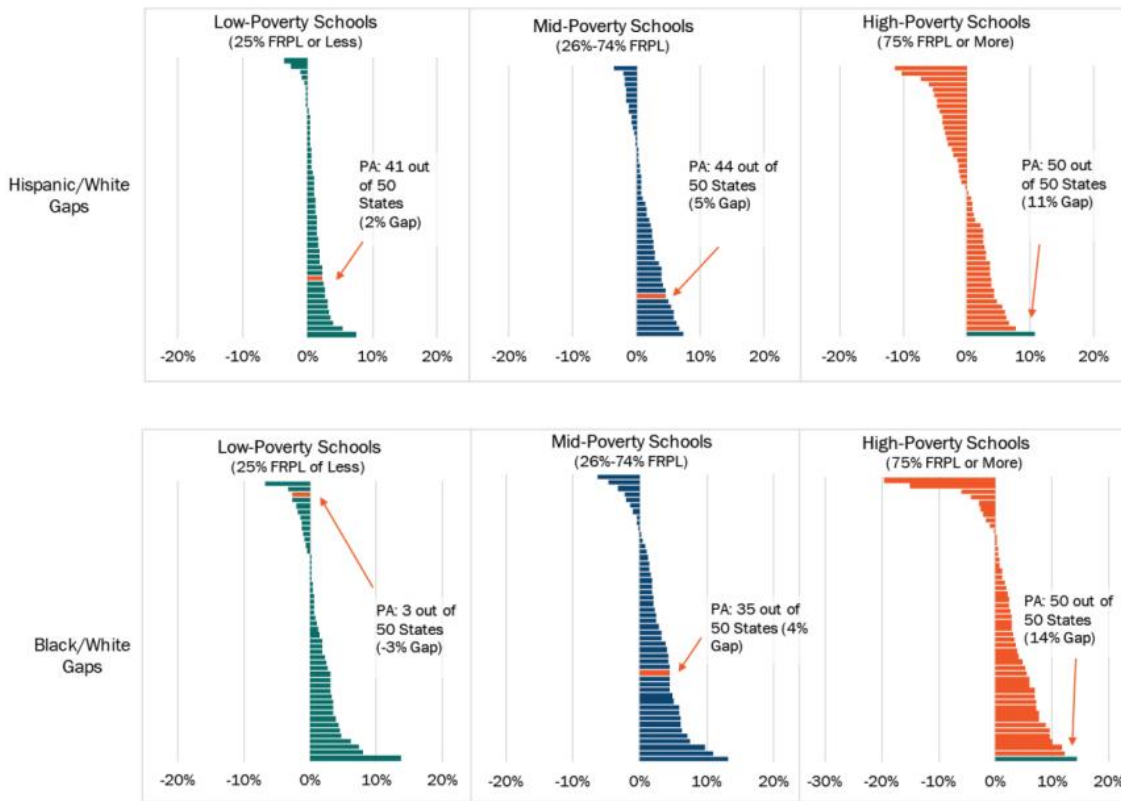 Low-Poverty Schools
(25% FRPL or Less)
Mid-Poverty Schools
(26%-74% FRPL)
High-Poverty Schools
(75% FRPL or More)
Hispanic/White
Gaps
PA: 41 out
of 50
States
(2% Gap)
PA: 44 out of
50 States
(5% Gap)
PA: 50 out
of 50 States
(11% Gap)
-20% -10% 0% 10% 20%
-20% -10% 0% 10% 20%
-20% -10% 0% 10% 20%
Low-Poverty Schools
(25% FRPL of Less)
Mid-Poverty Schools
(26%-74% FRPL)
High-Poverty Schools
(75% FRPL or More)
Black/White
Gaps
PA: 3 out of
50 States
(-3% Gap)
PA: 35 out of
50 States (4%
Gap)
PA: 50 out of
50 States
(14% Gap)
-20% -10% 0% 10% 20%
-20% -10% 0% 10% 20%
-30% -20% -10% 0% 10% 20%